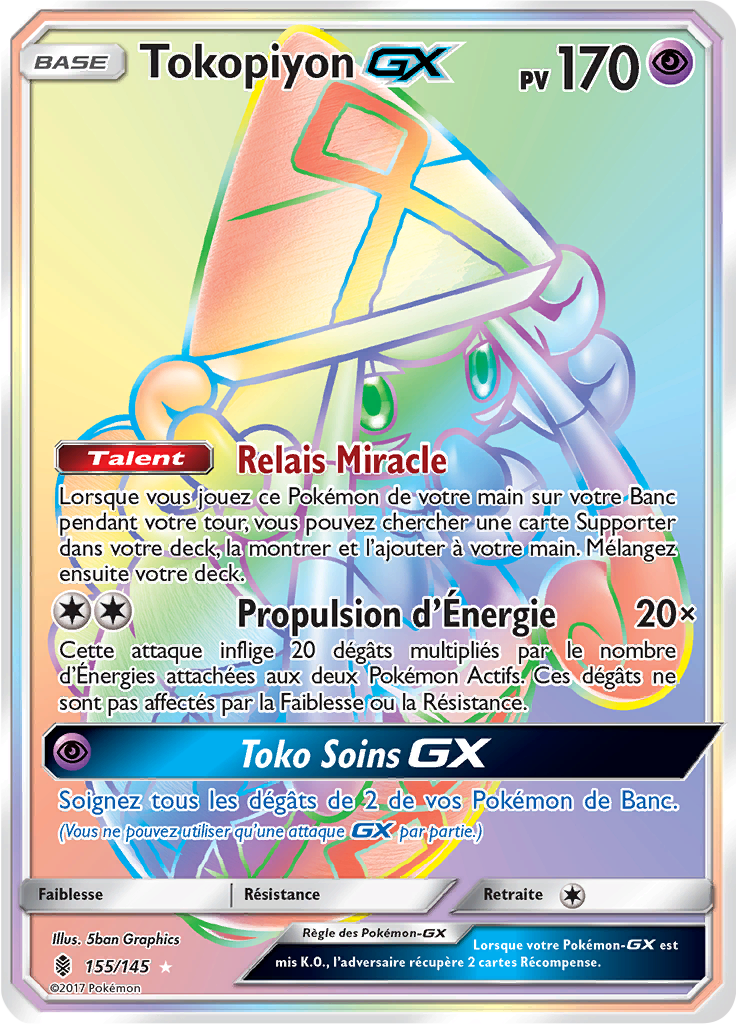 BASE Tokopiyon GX PV 170
Talent Relais Miracle
Lorsque vous jouez ce Pokémon de votre main sur votre Banc
pendant votre tour, vous pouvez chercher une carte Supporter
dans votre deck, la montrer et l'ajouter à votre main. Mélangez
ensuite votre deck.
Propulsion d'Énergie 20×
Cette attaque inflige 20 dégâts multipliés par le nombre
d'Énergies attachées aux deux Pokémon Actifs. Ces dégâts ne
sont pas affectés par la Faiblesse ou la Résistance.
Toko Soins GX
Soignez tous les dégâts de 2 de vos Pokémon de Banc.
(Vous ne pouvez utiliser qu'une attaque GX par partie.)
Faiblesse Résistance Retraite
Illus. 5ban Graphics
155/145
©2017 Pokémon
Règle des Pokémon-GX
Lorsque votre Pokémon-GX est
mis K.O., l'adversaire récupère 2 cartes Récompense.